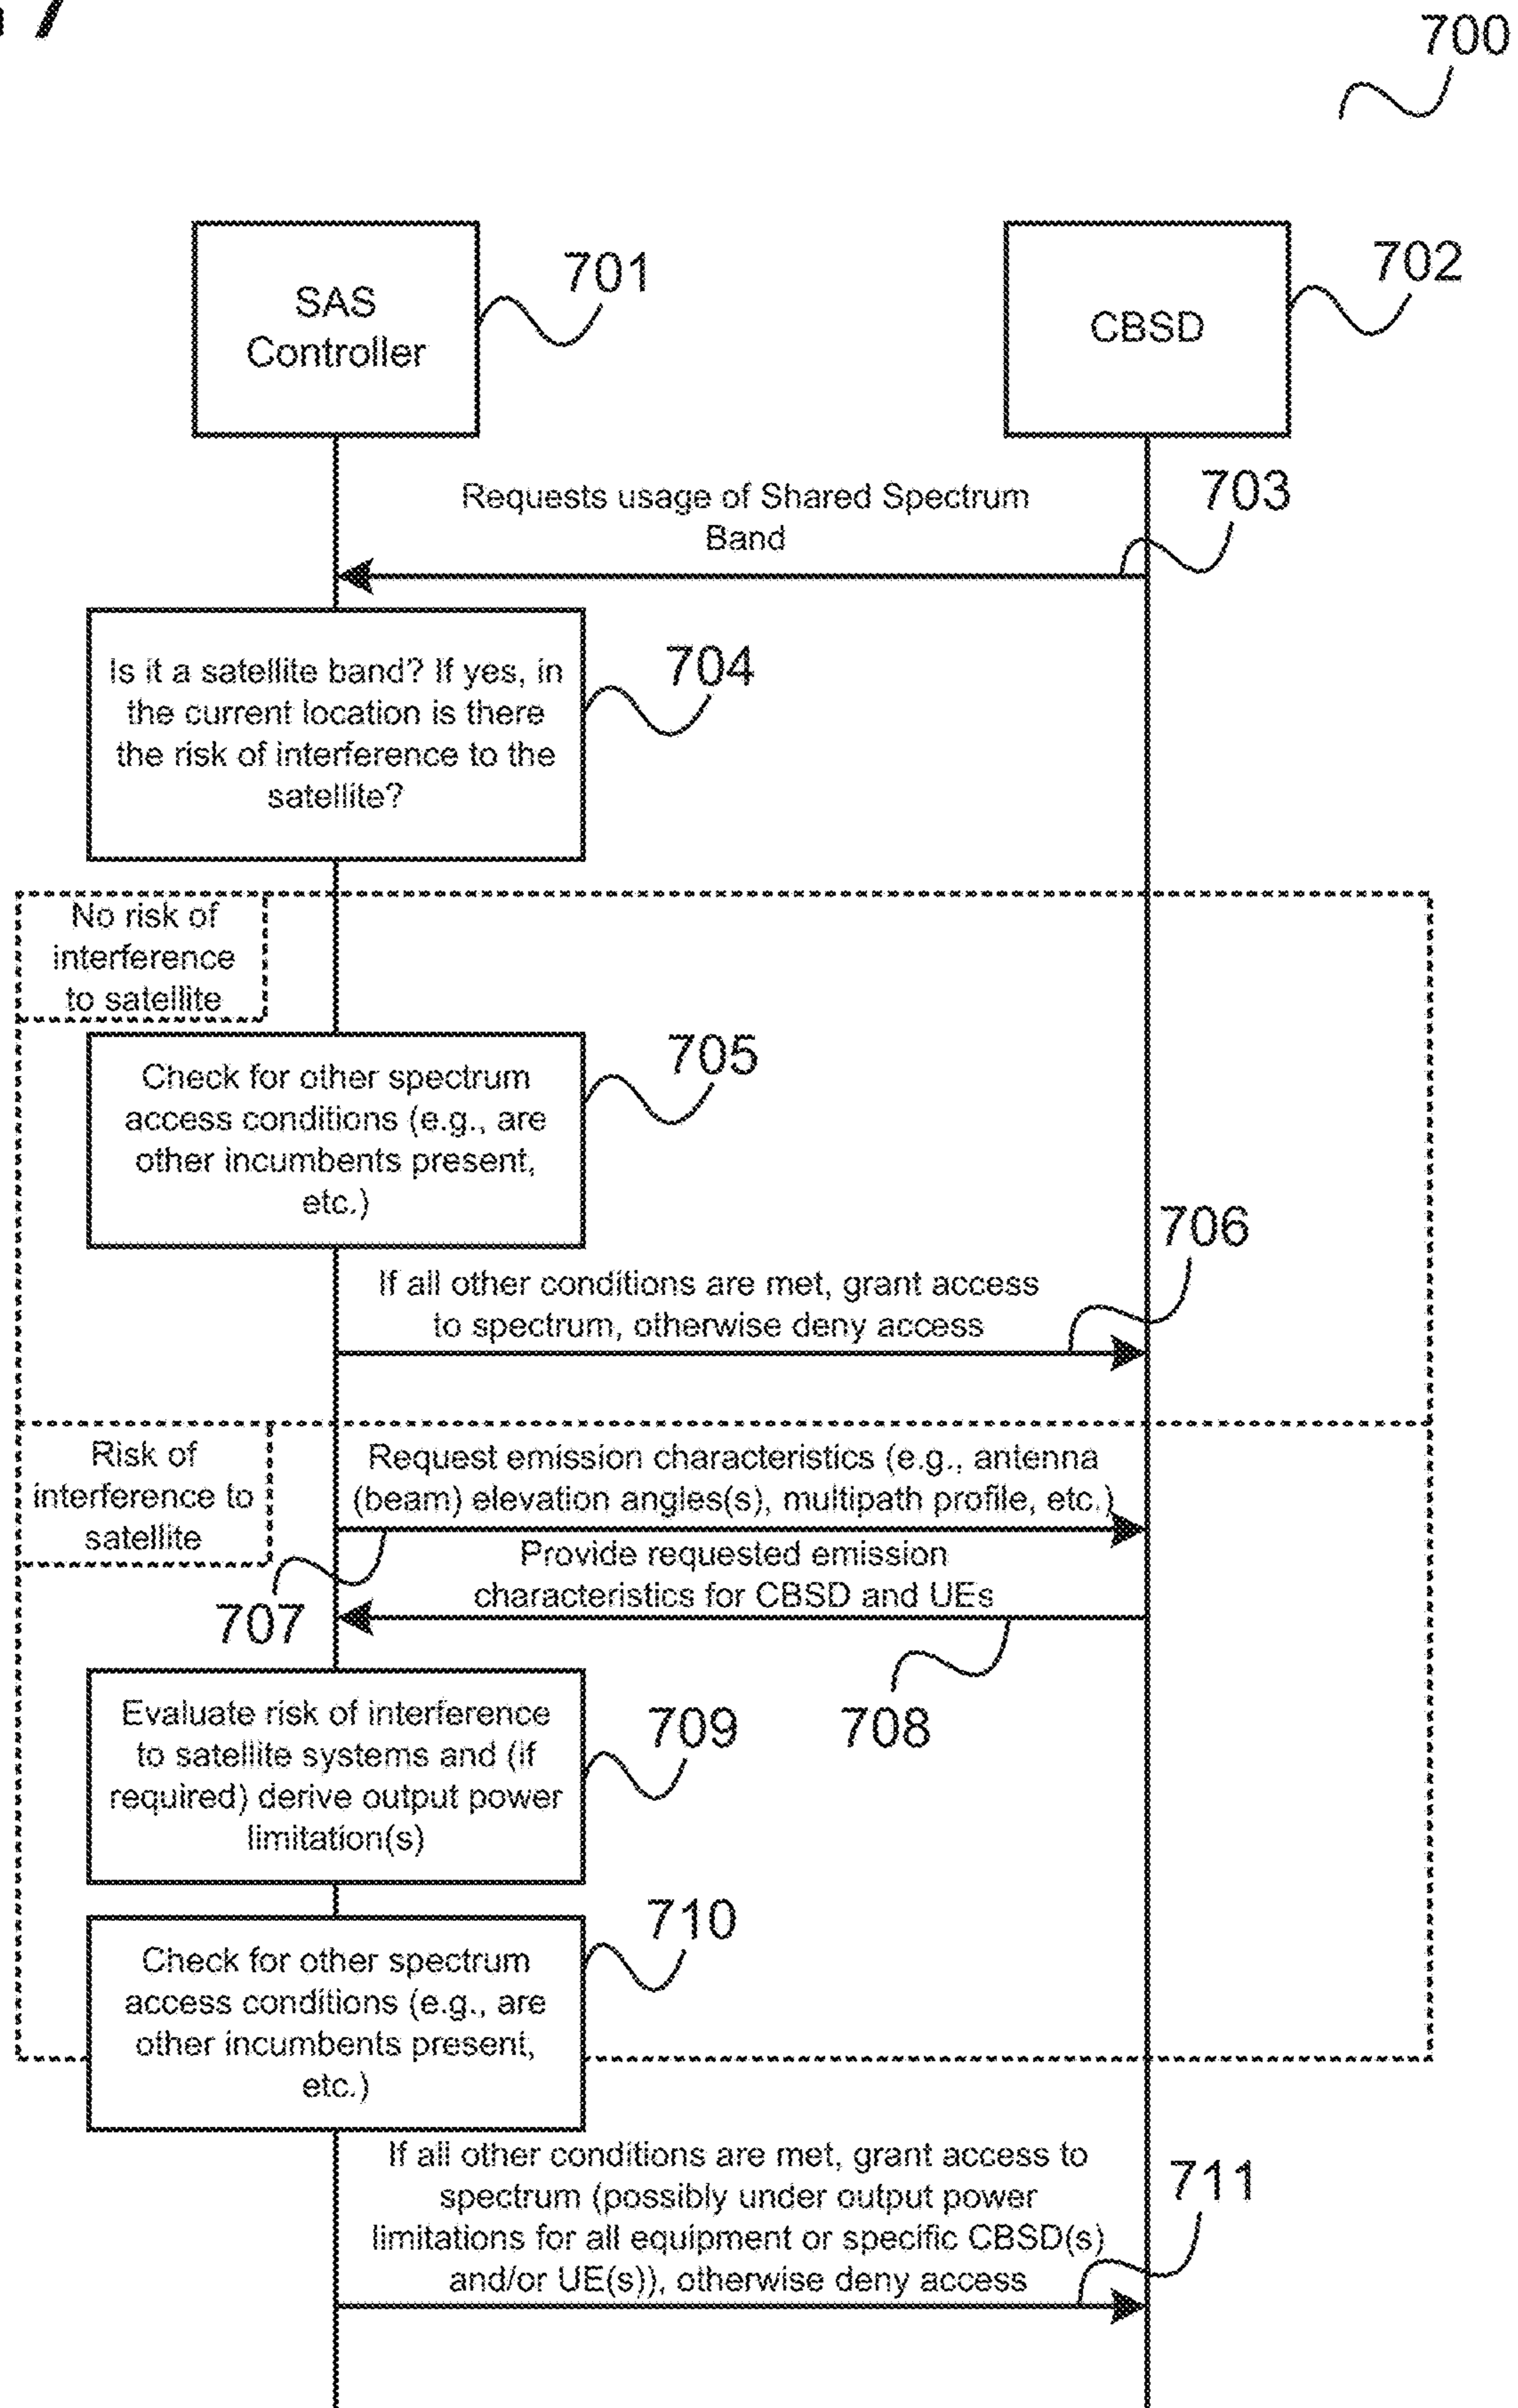 7
700
SAS
Controller
701
CBSD
702
Requests usage of Shared Spectrum
Band
703
Is it a satellite band? If yes, in
the current location is there
the risk of interference to the
satellite?
704
No risk of
interference
to satellite
Check for other spectrum
access conditions (e.g., are
other incumbents present,
etc.)
705
706
If all other conditions are met, grant access
to spectrum, otherwise deny access
Risk of
interference to
satellite
Request emission characteristics (e.g., antenna
(beam) elevation angles(s), multipath profile, etc.)
Provide requested emission
characteristics for CBSD and UEs
707
708
Evaluate risk of interference
to satellite systems and (if
required) derive output power
limitation(s)
709
Check for other spectrum
access conditions (e.g., are
other incumbents present,
etc.)
710
If all other conditions are met, grant access to
spectrum (possibly under output power
limitations for all equipment or specific CBSD(s)
and/or UE(s)), otherwise deny access
711